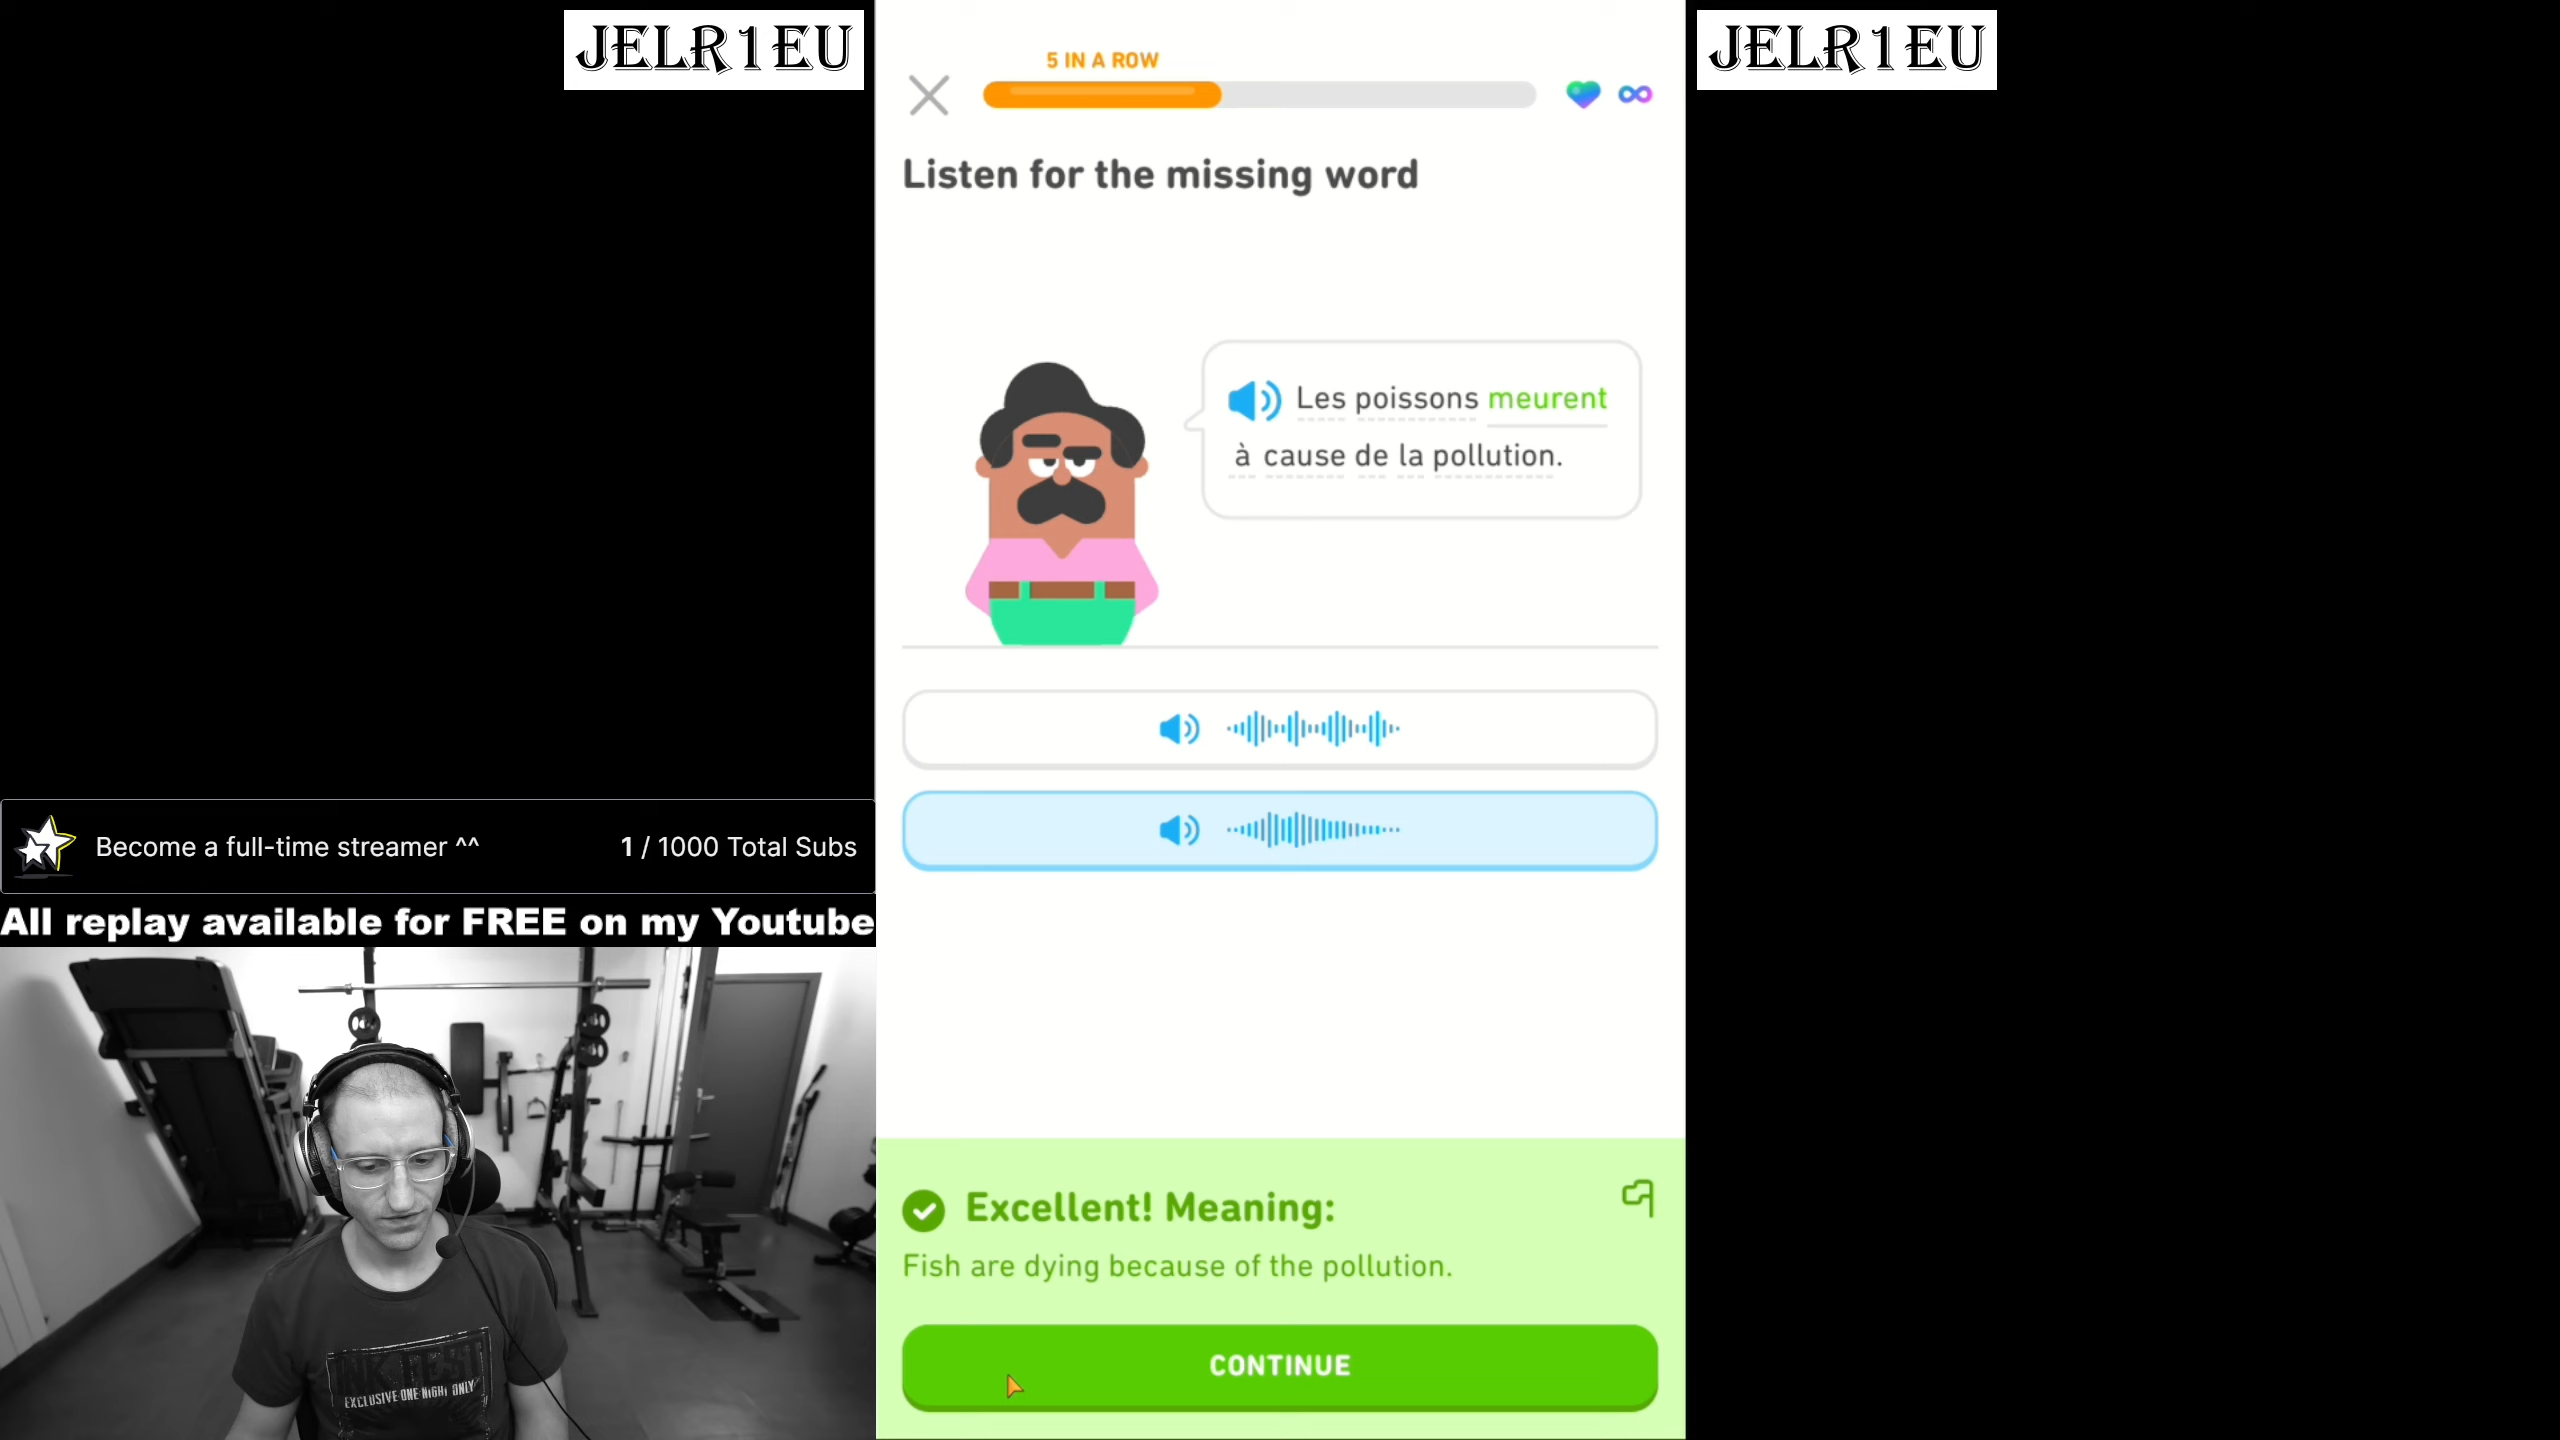 JELR1EU
JELR1EU
5 IN A ROW
Listen for the missing word
Les poissons meurent
à cause de la pollution.
Become a full-time streamer ^^
1 / 1000 Total Subs
All replay available for FREE on my Youtube
EXCLUSIVE ONE NIGHT ONLY
Excellent! Meaning:
Fish are dying because of the pollution.
CONTINUE